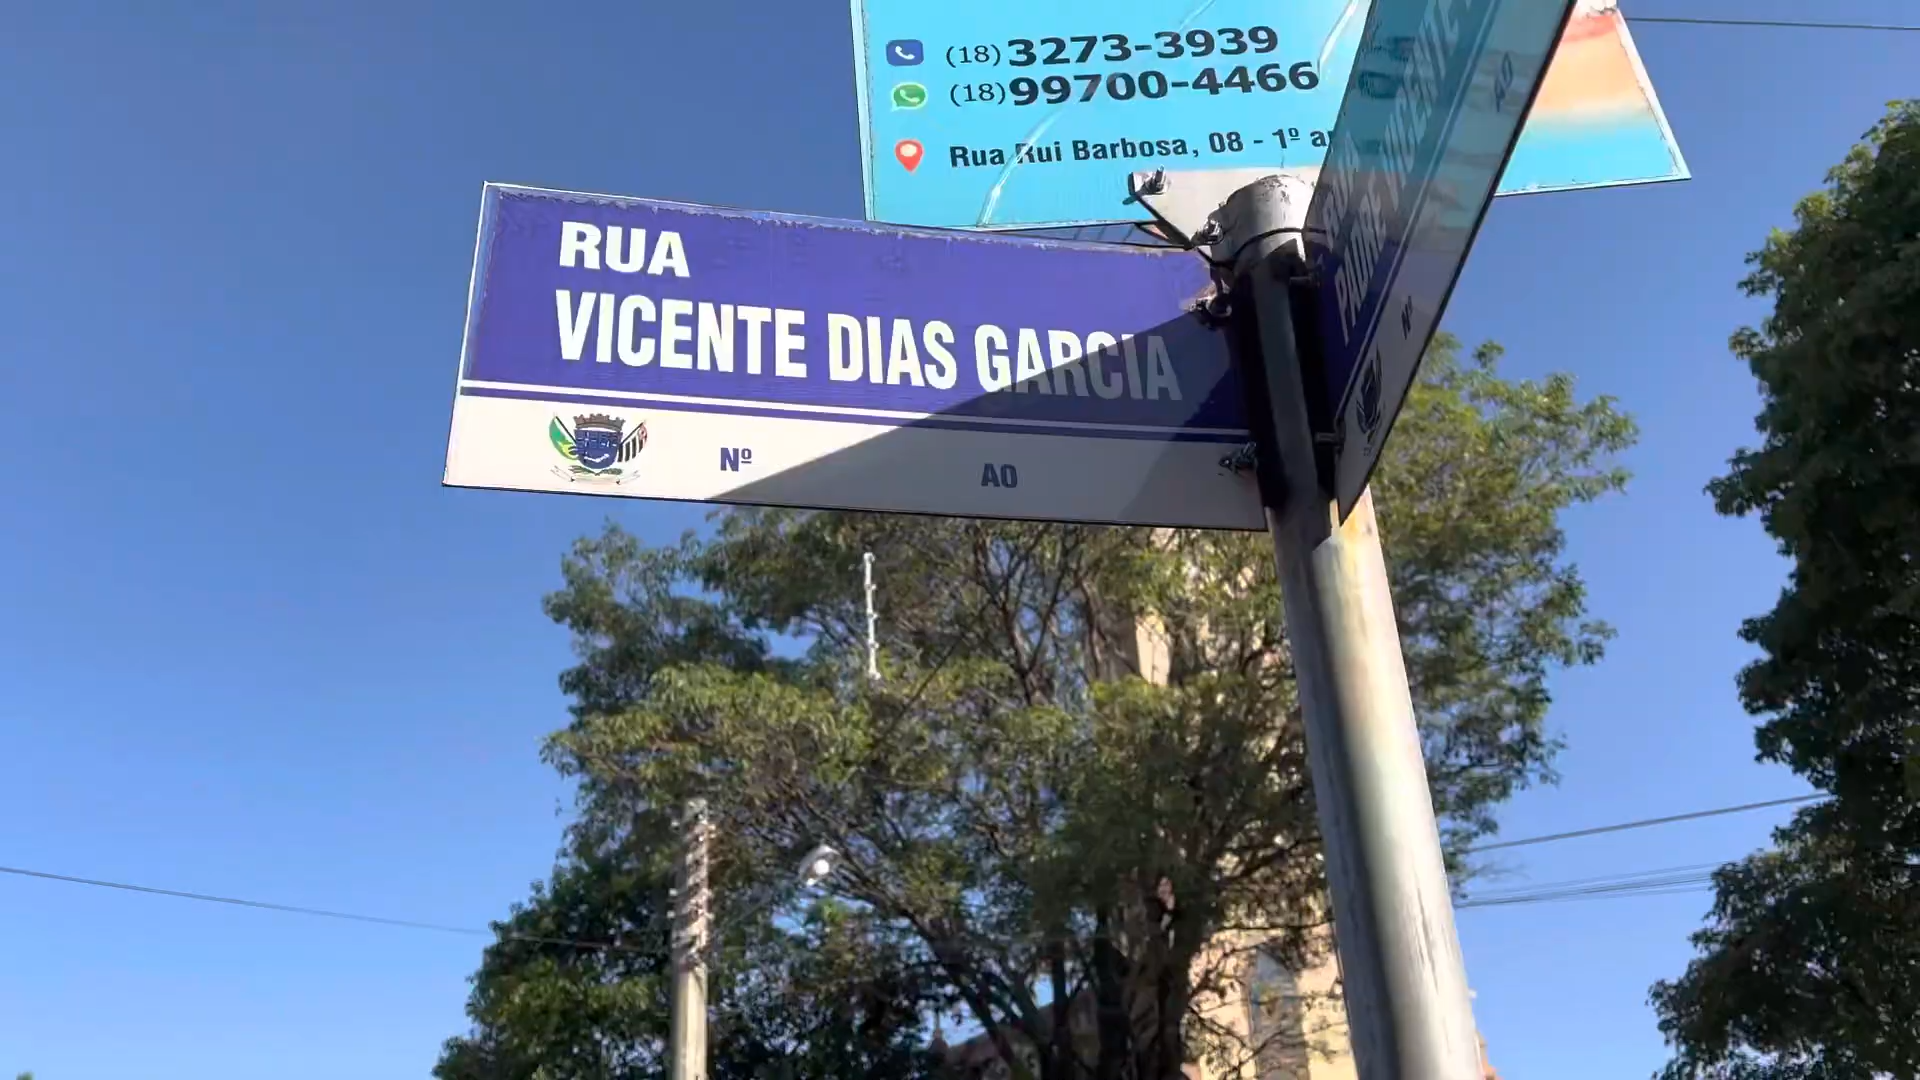 (18) 3273-3939
(18) 99700-4466
Rua Rui Barbosa, 08 - 1º
RUA
VICENTE DIAS GARCIA
Nº
AO
RUA
PADRE VICENTE
Nº
AO